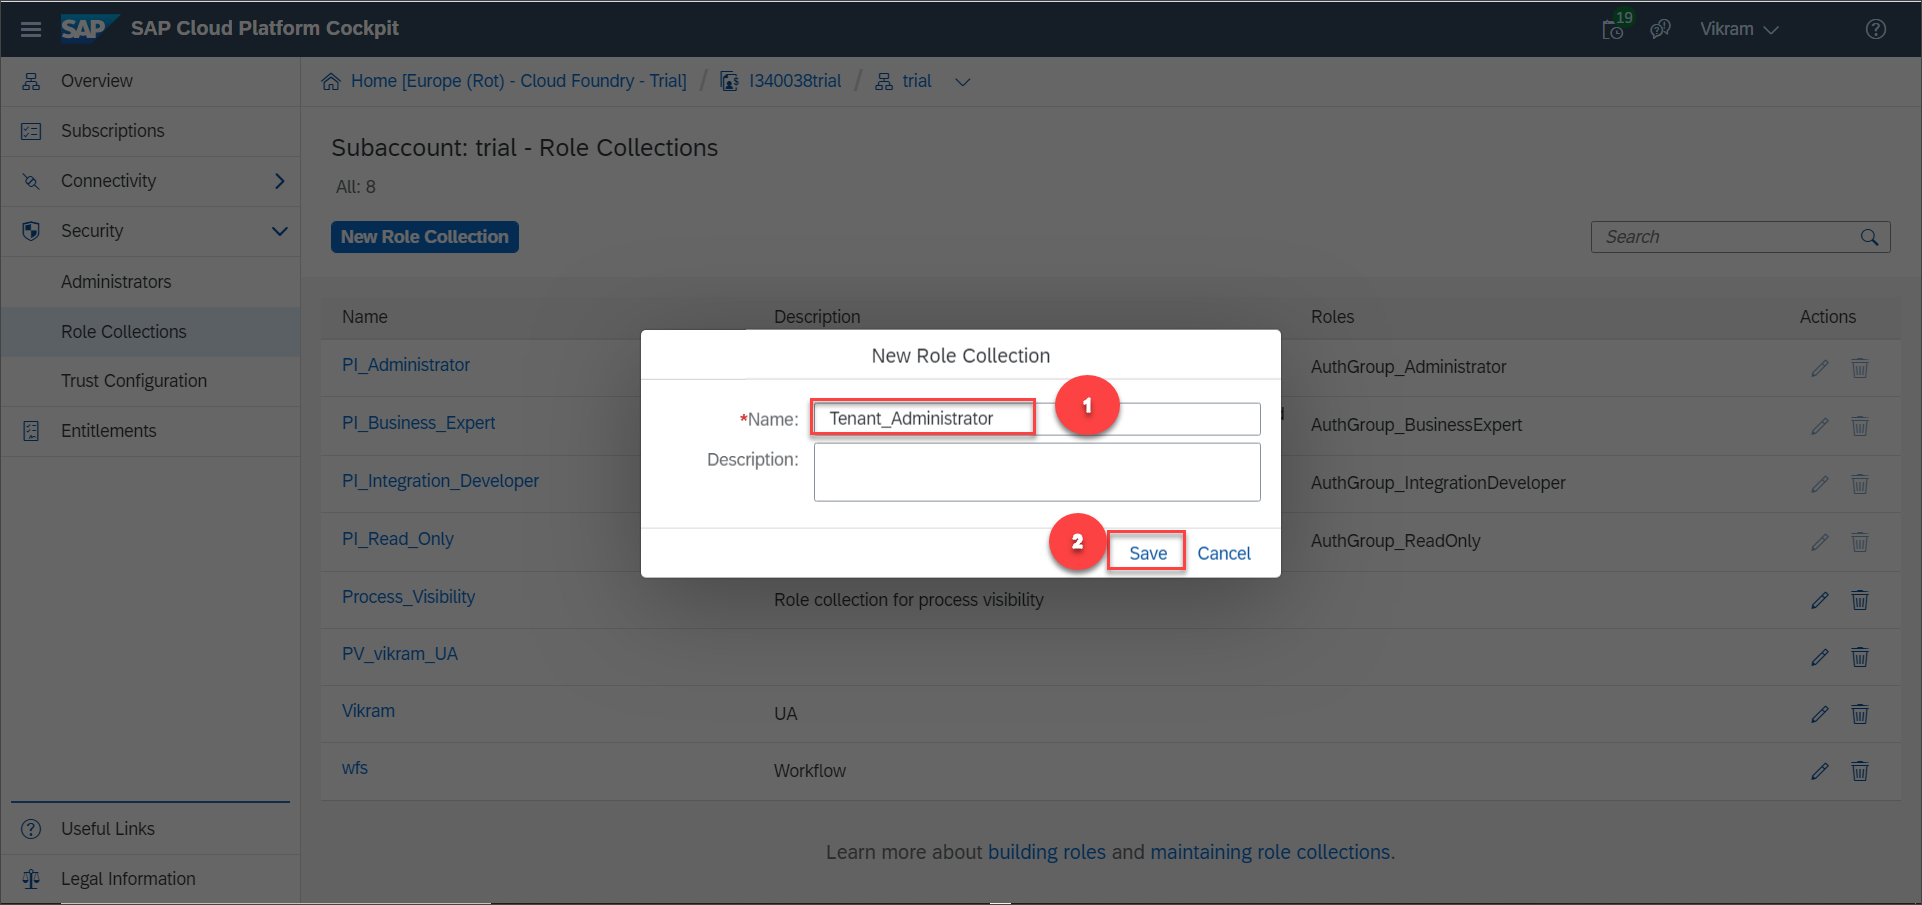 SAP SAP Cloud Platform Cockpit 19 Vikram
Overview
Subscriptions
Connectivity
Security
Administrators
Role Collections
Trust Configuration
Entitlements
Useful Links
Legal Information
Home [Europe (Rot) - Cloud Foundry - Trial] / I340038trial / trial
Subaccount: trial - Role Collections
All: 8
New Role Collection Search
Name Description Roles Actions
PI_Administrator AuthGroup_Administrator
PI_Business_Expert AuthGroup_BusinessExpert
PI_Integration_Developer AuthGroup_IntegrationDeveloper
PI_Read_Only AuthGroup_ReadOnly
Process_Visibility Role collection for process visibility
PV_vikram_UA
Vikram UA
wfs Workflow
Learn more about building roles and maintaining role collections.
New Role Collection
*Name: Tenant_Administrator 1
Description:
2 Save Cancel